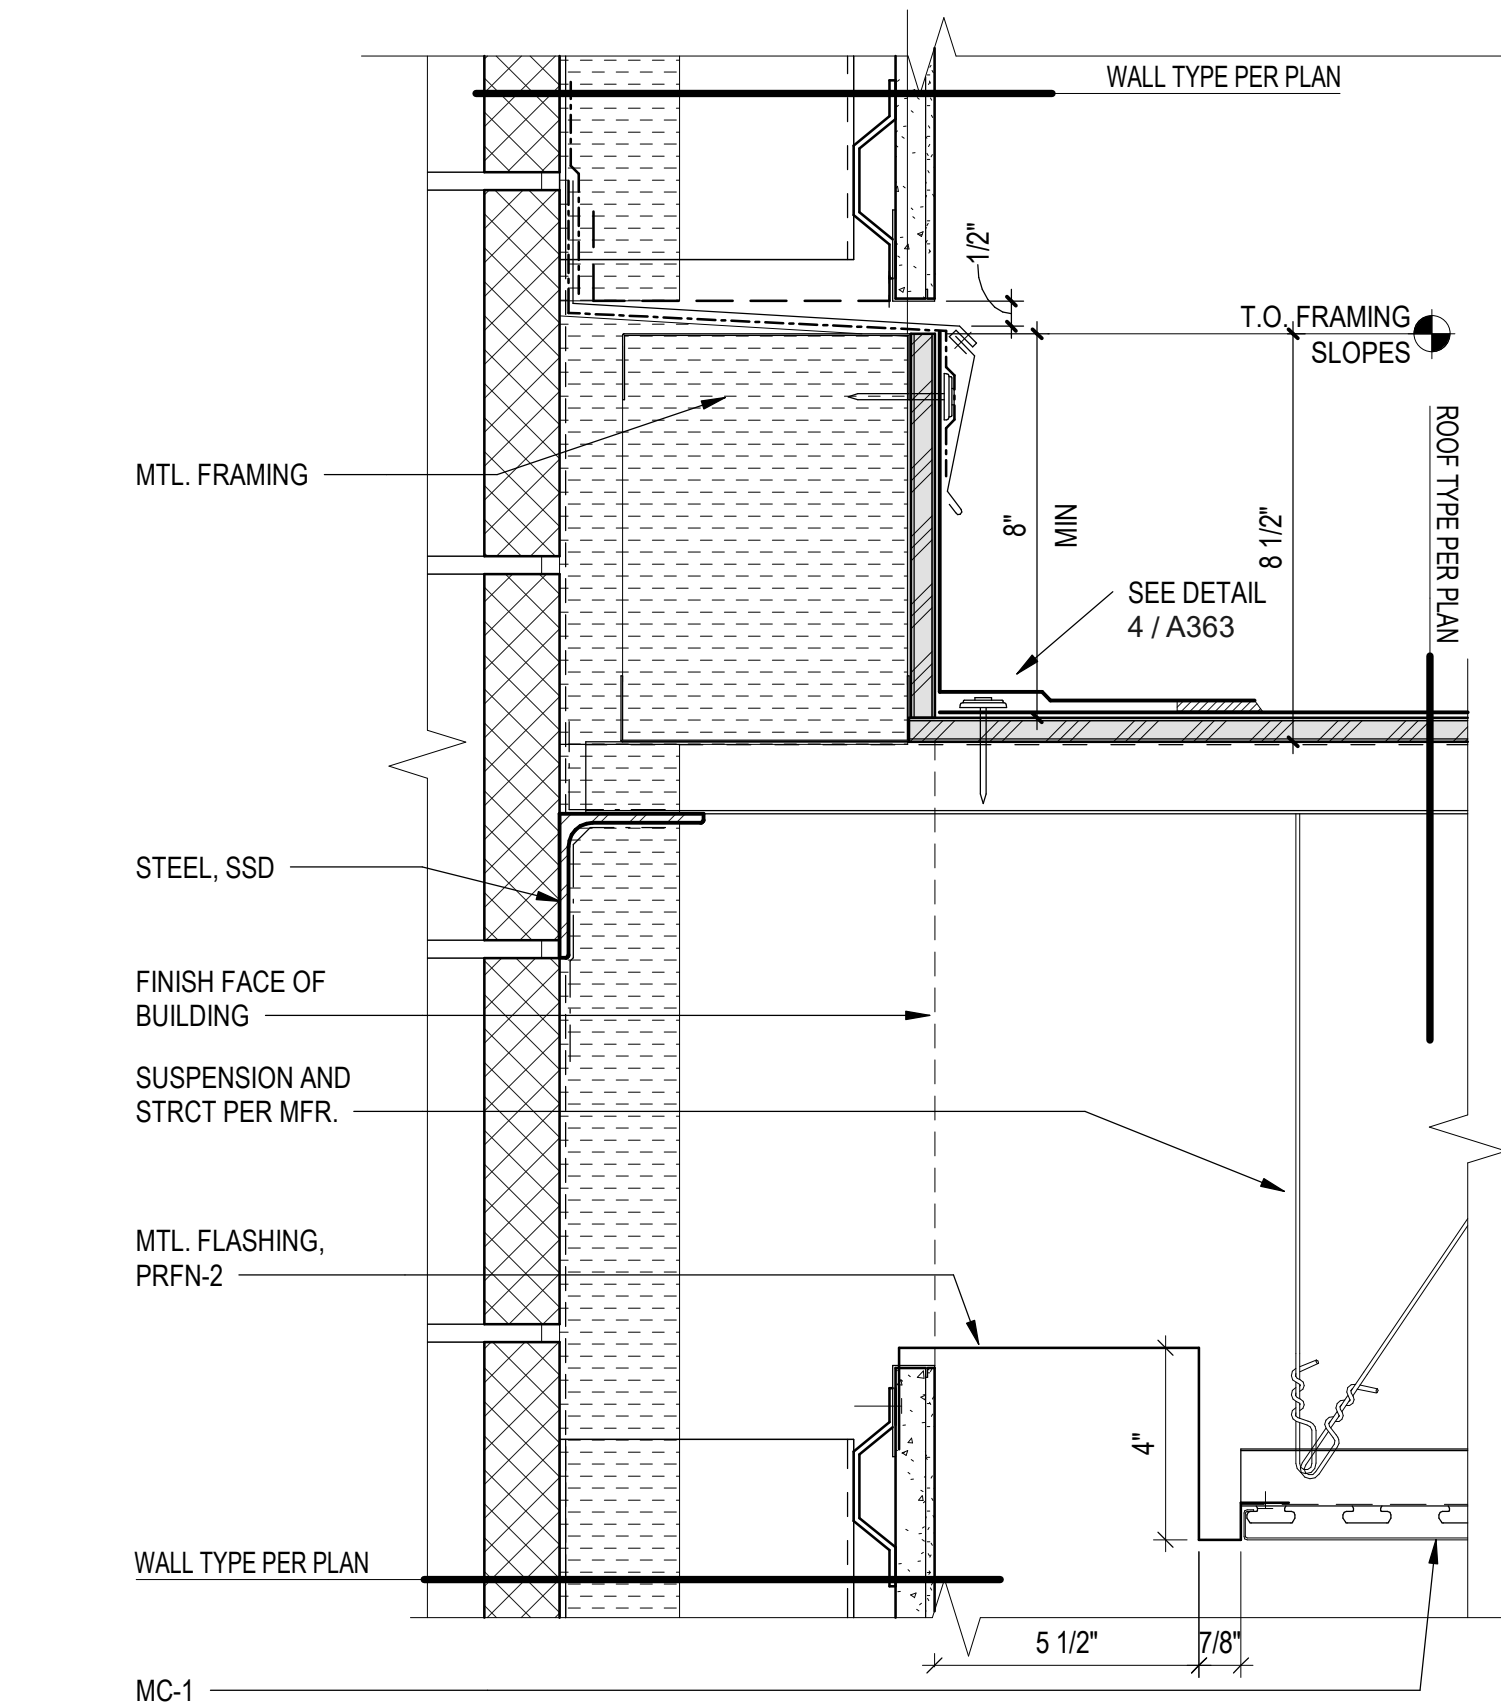 WALL TYPE PER PLAN
1/2"
T.O. FRAMING
SLOPES
ROOF TYPE PER PLAN
MTL. FRAMING
8"
MIN
8 1/2"
SEE DETAIL
4 / A363
STEEL, SSD
FINISH FACE OF
BUILDING
SUSPENSION AND
STRCT PER MFR.
MTL. FLASHING,
PRFN-2
4"
WALL TYPE PER PLAN
5 1/2"
7/8"
MC-1